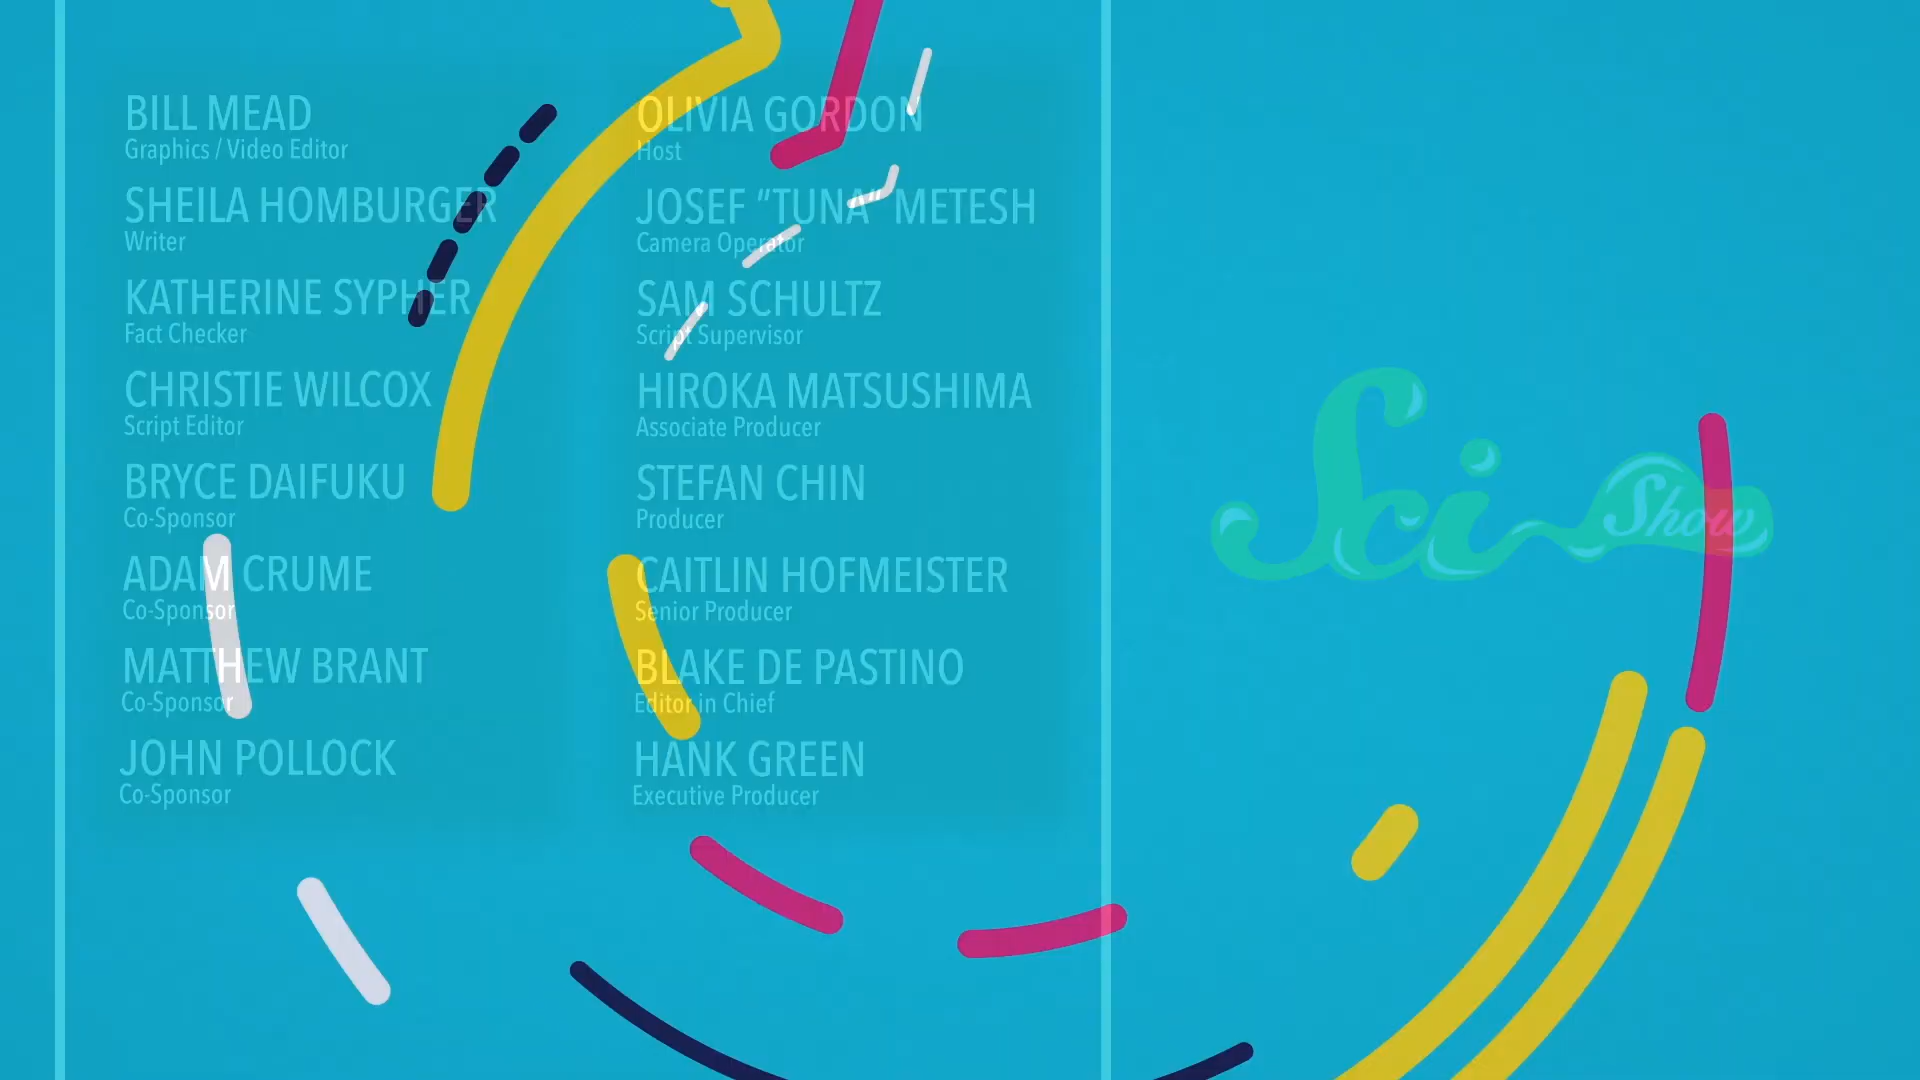 BILL MEAD
Graphics / Video Editor
SHEILA HOMBURGER
Writer
KATHERINE SYPHER
Fact Checker
CHRISTIE WILCOX
Script Editor
BRYCE DAIFUKU
Co-Sponsor
ADAM CRUME
Co-Sponsor
MATTHEW BRANT
Co-Sponsor
JOHN POLLOCK
Co-Sponsor
OLIVIA GORDON
Host
JOSEF “TUNA” METESH
Camera Operator
SAM SCHULTZ
Script Supervisor
HIROKA MATSUSHIMA
Associate Producer
STEFAN CHIN
Producer
CAITLIN HOFMEISTER
Senior Producer
BLAKE DE PASTINO
Editor in Chief
HANK GREEN
Executive Producer
Sci Show